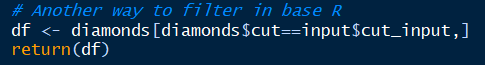 # Another way to filter in base R
df <- diamonds[diamonds$cut==input$cut_input,]
return(df)